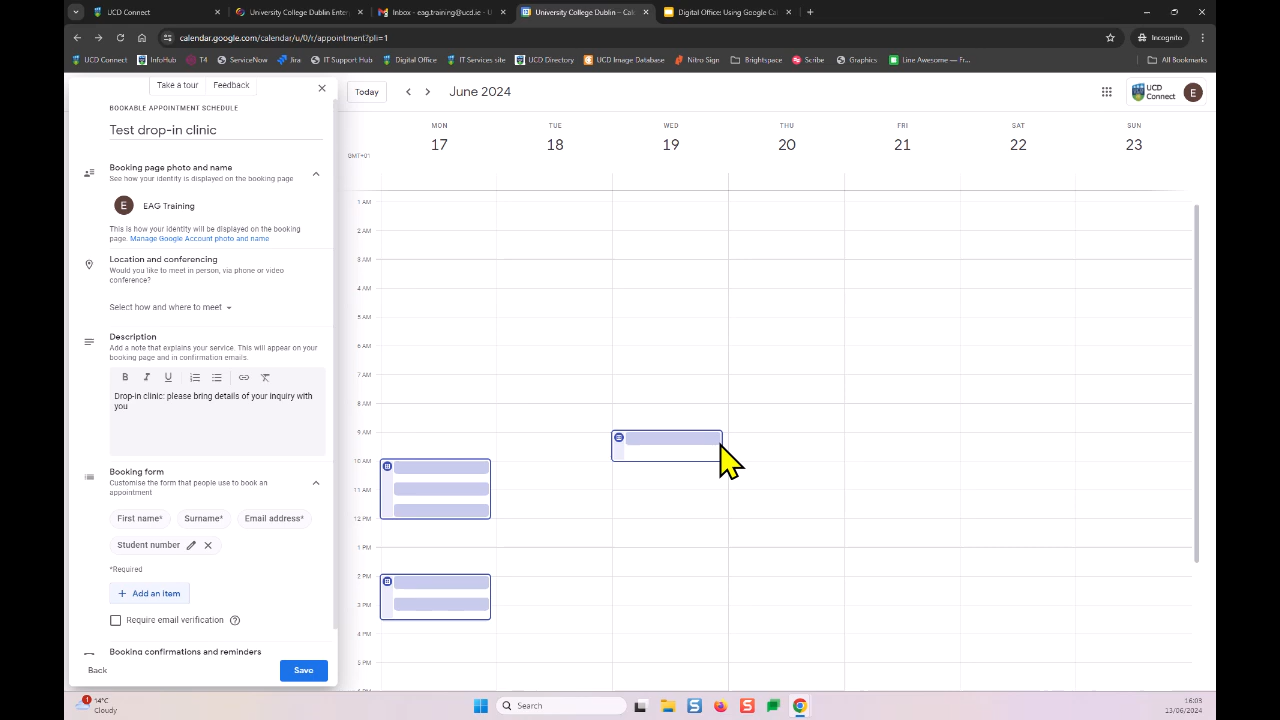 UCD Connect
University College Dublin Enter
Inbox - eag.training@ucd.ie - U
University College Dublin – Cale
Digital Office: Using Google Cal
calendar.google.com/calendar/u/0/r/appointment?pli=1
Incognito
UCD Connect
InfoHub
T4
ServiceNow
Jira
IT Support Hub
Digital Office
IT Services site
UCD Directory
UCD Image Database
Nitro Sign
Brightspace
Scribe
Graphics
Line Awesome — Fr...
All Bookmarks
Take a tour
Feedback
BOOKABLE APPOINTMENT SCHEDULE
Test drop-in clinic
Booking page photo and name
See how your identity is displayed on the booking page
E
EAG Training
This is how your identity will be displayed on the booking
page. Manage Google Account photo and name
Location and conferencing
Would you like to meet in person, via phone or video
conference?
Select how and where to meet
Description
Add a note that explains your service. This will appear on your
booking page and in confirmation emails.
B I U
Drop-in clinic: please bring details of your inquiry with
you
Booking form
Customise the form that people use to book an
appointment
First name*
Surname*
Email address*
Student number
*Required
+ Add an item
Require email verification
Booking confirmations and reminders
Back
Save
Today
June 2024
UCD
Connect
E
MON
TUE
WED
THU
FRI
SAT
SUN
17
18
19
20
21
22
23
GMT+01
1 AM
2 AM
3 AM
4 AM
5 AM
6 AM
7 AM
8 AM
9 AM
10 AM
11 AM
12 PM
1 PM
2 PM
3 PM
4 PM
5 PM
1
14°C
Cloudy
Search
16:03
13/06/2024